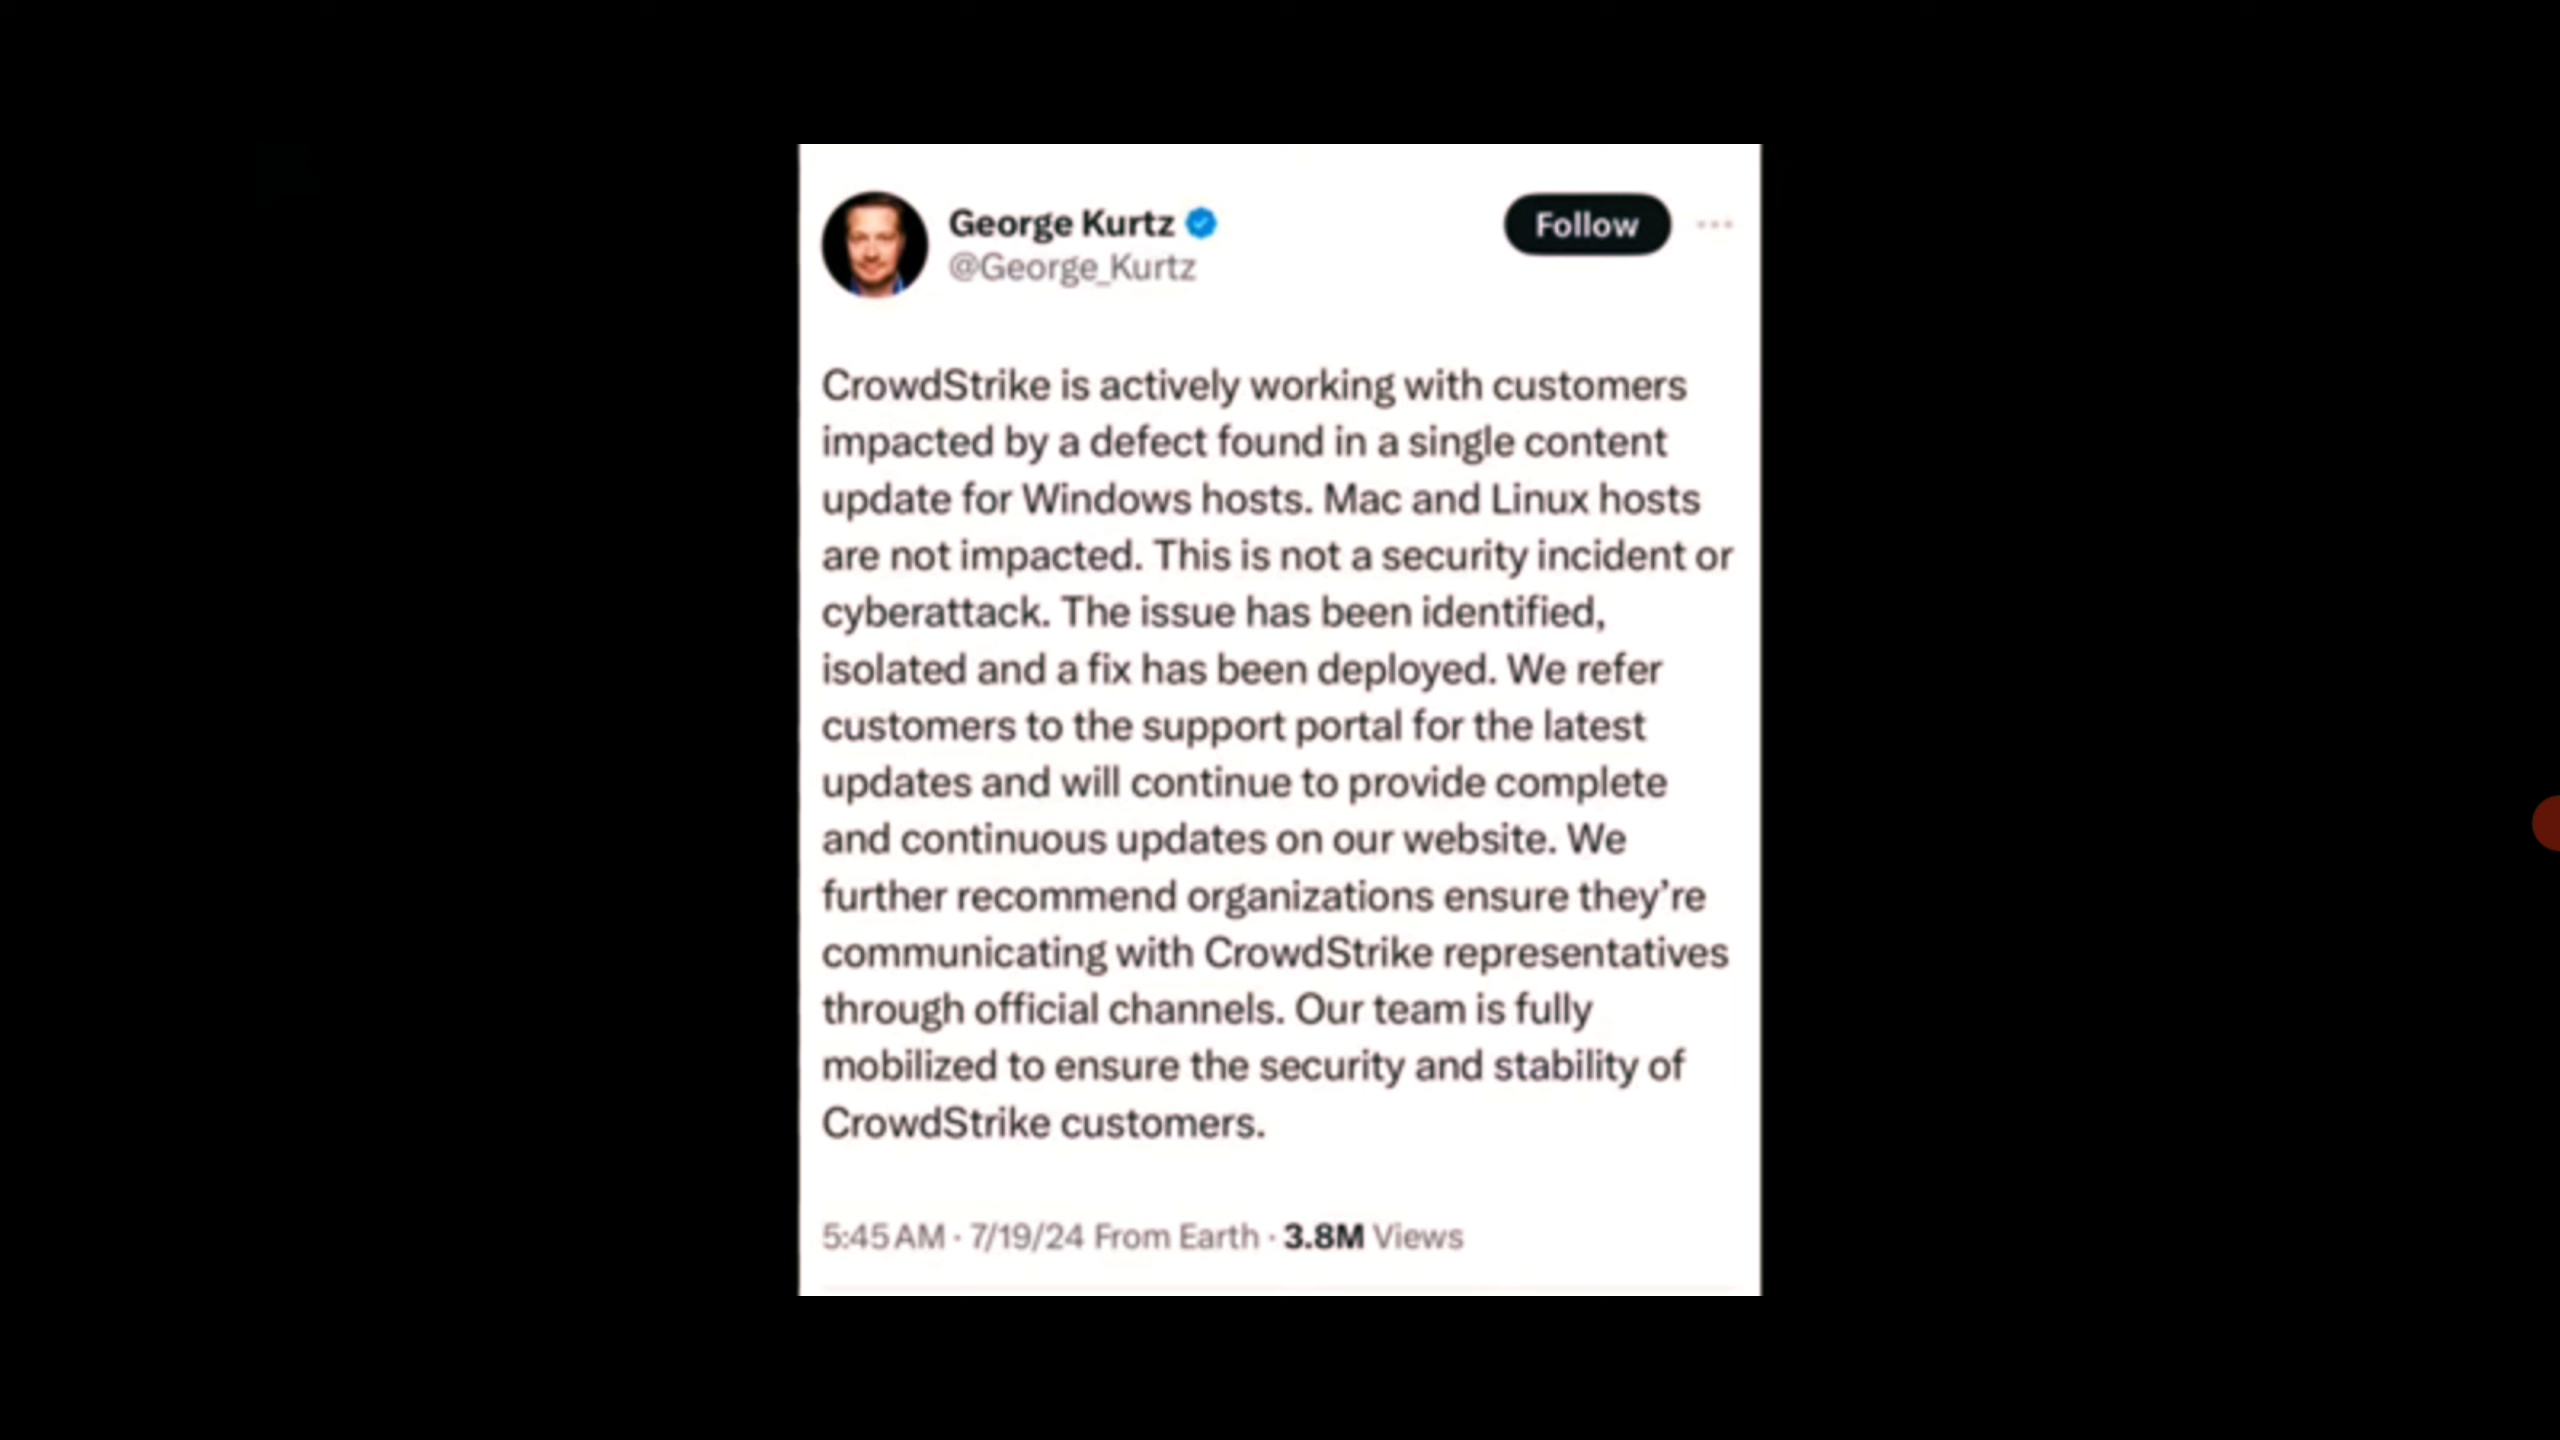 George Kurtz
@George_Kurtz
Follow
CrowdStrike is actively working with customers
impacted by a defect found in a single content
update for Windows hosts. Mac and Linux hosts
are not impacted. This is not a security incident or
cyberattack. The issue has been identified,
isolated and a fix has been deployed. We refer
customers to the support portal for the latest
updates and will continue to provide complete
and continuous updates on our website. We
further recommend organizations ensure they’re
communicating with CrowdStrike representatives
through official channels. Our team is fully
mobilized to ensure the security and stability of
CrowdStrike customers.
5:45 AM · 7/19/24 From Earth · 3.8M Views